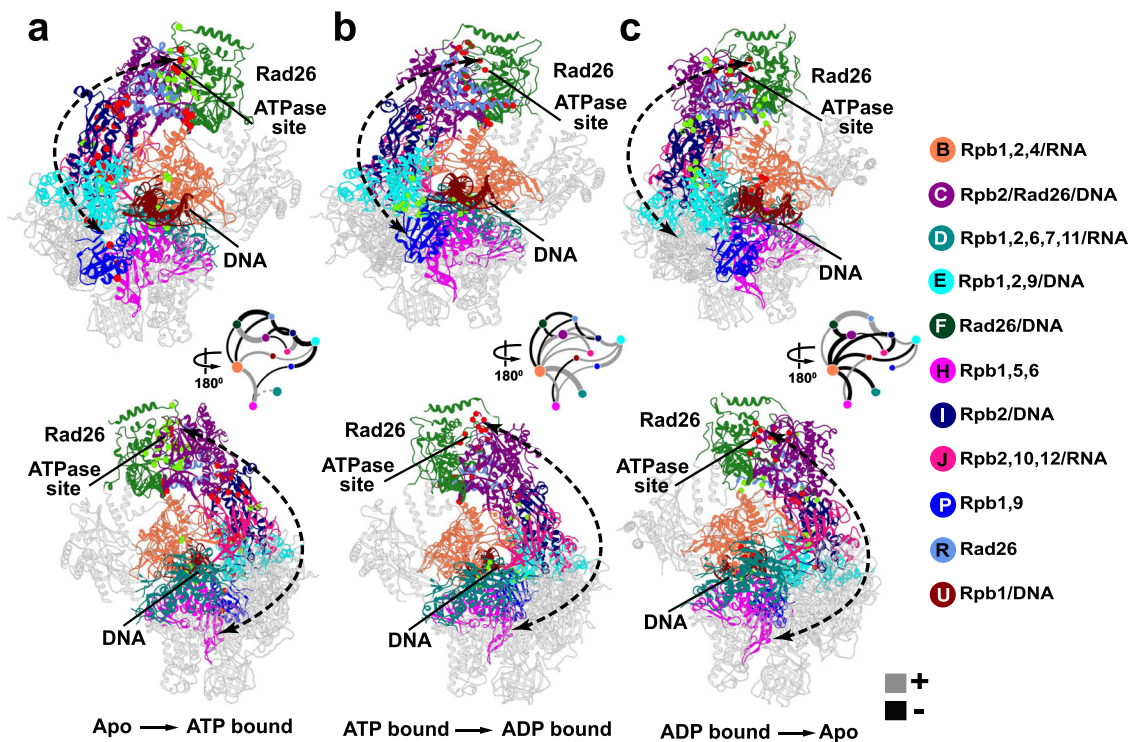 a
b
c
Rad26
ATPase
site
DNA
Rad26
ATPase
site
DNA
Rad26
ATPase
site
DNA
180⁰
180⁰
180⁰
Rad26
ATPase
site
DNA
Rad26
ATPase
site
DNA
Rad26
ATPase
site
DNA
Apo → ATP bound
ATP bound → ADP bound
ADP bound → Apo
B Rpb1,2,4/RNA
C Rpb2/Rad26/DNA
D Rpb1,2,6,7,11/RNA
E Rpb1,2,9/DNA
F Rad26/DNA
H Rpb1,5,6
I Rpb2/DNA
J Rpb2,10,12/RNA
P Rpb1,9
R Rad26
U Rpb1/DNA
+
-